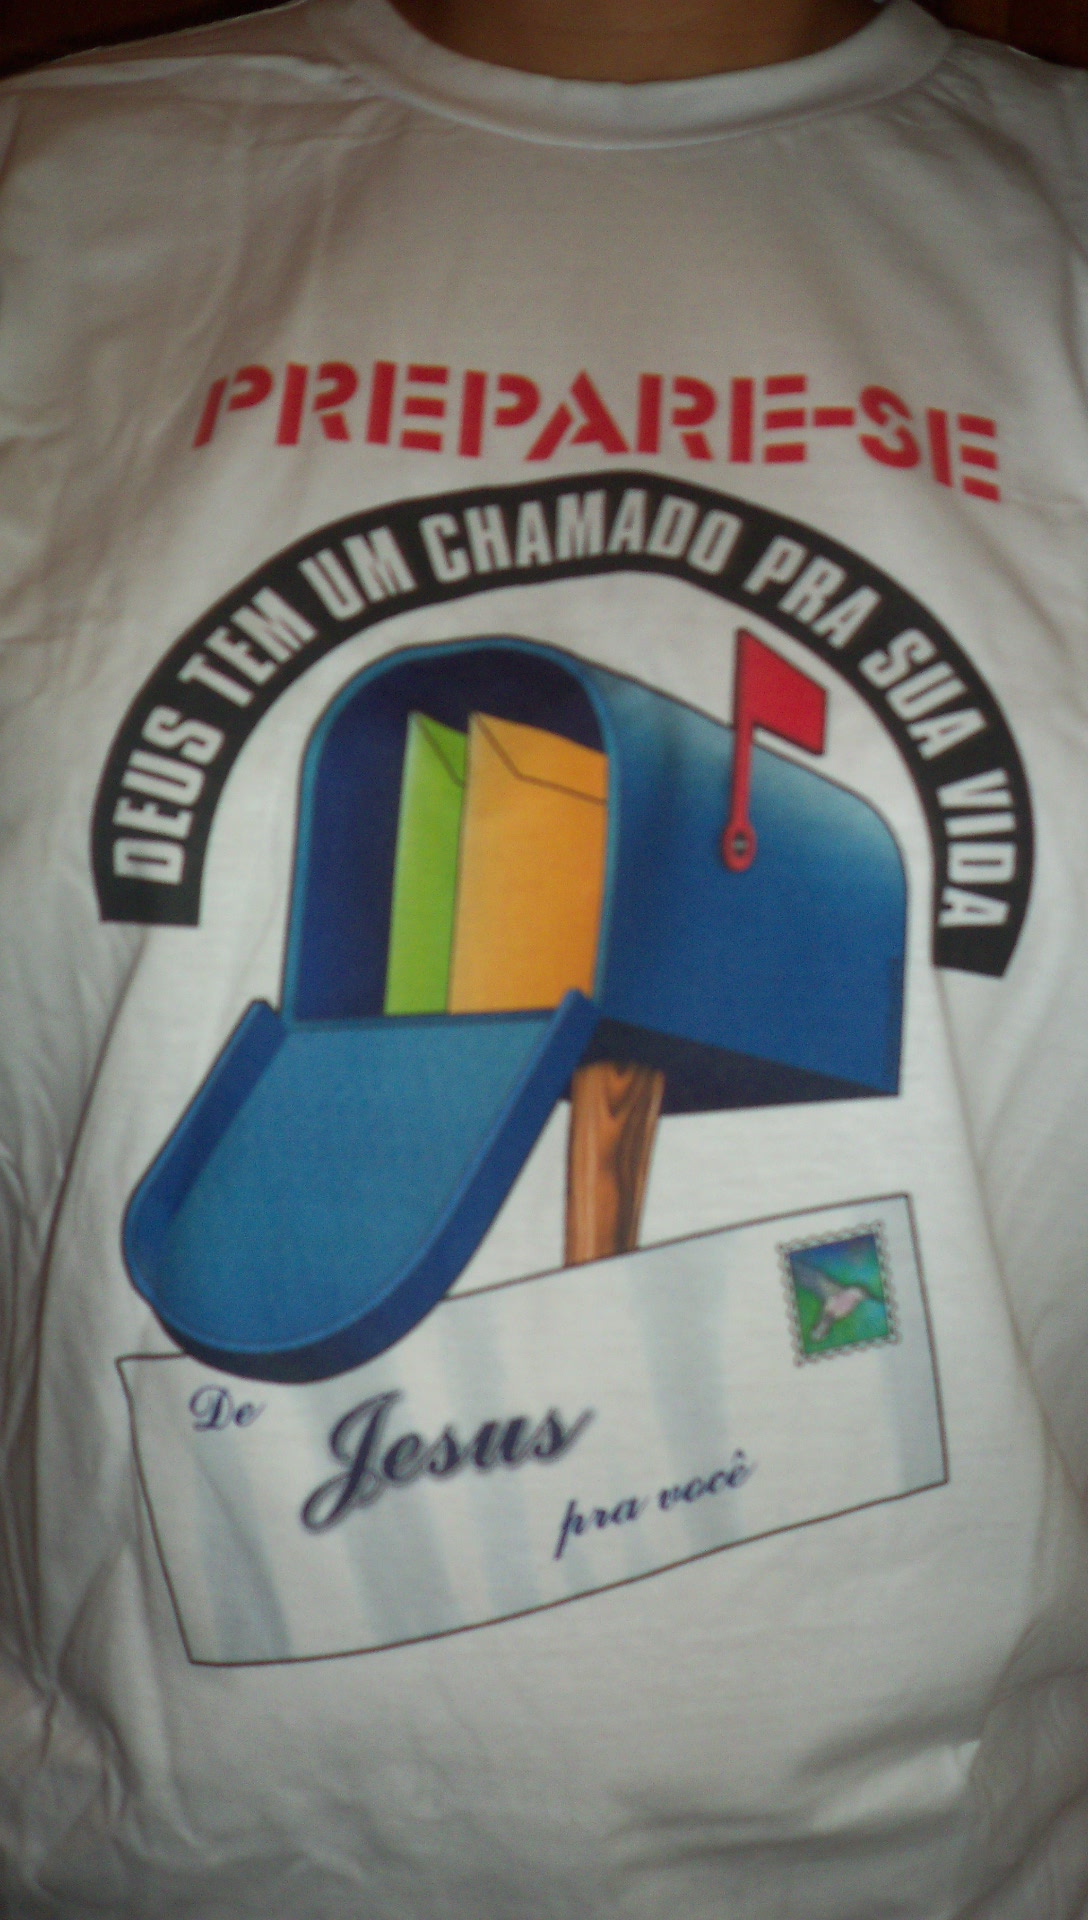 PREPARE-SE
DEUS TEM UM CHAMADO PRA SUA VIDA
De
Jesus
pra você